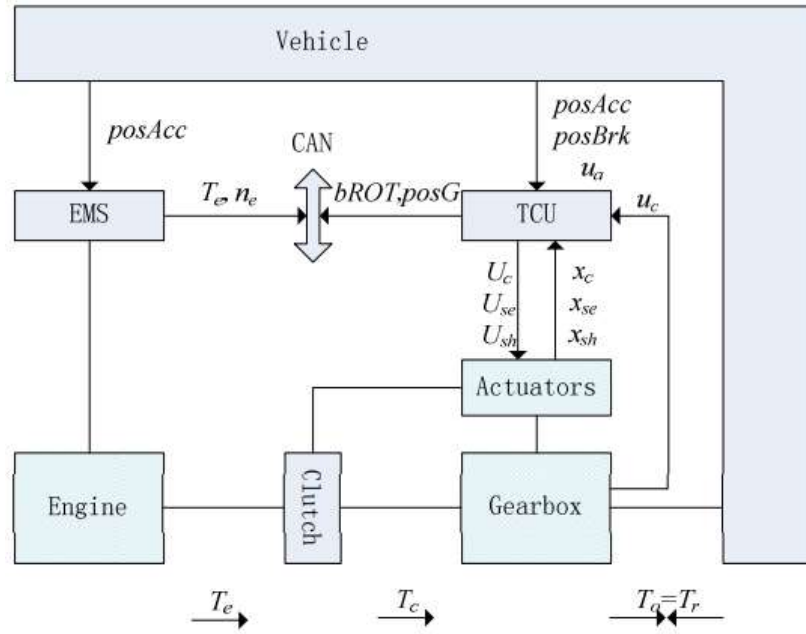 Vehicle
posAcc
posAcc
posBrk
u_a
CAN
EMS
T_e, n_e
bROT,posG
TCU
u_c
U_c
x_c
U_se
x_se
U_sh
x_sh
Actuators
Engine
Clutch
Gearbox
T_e
T_c
T_o=T_r